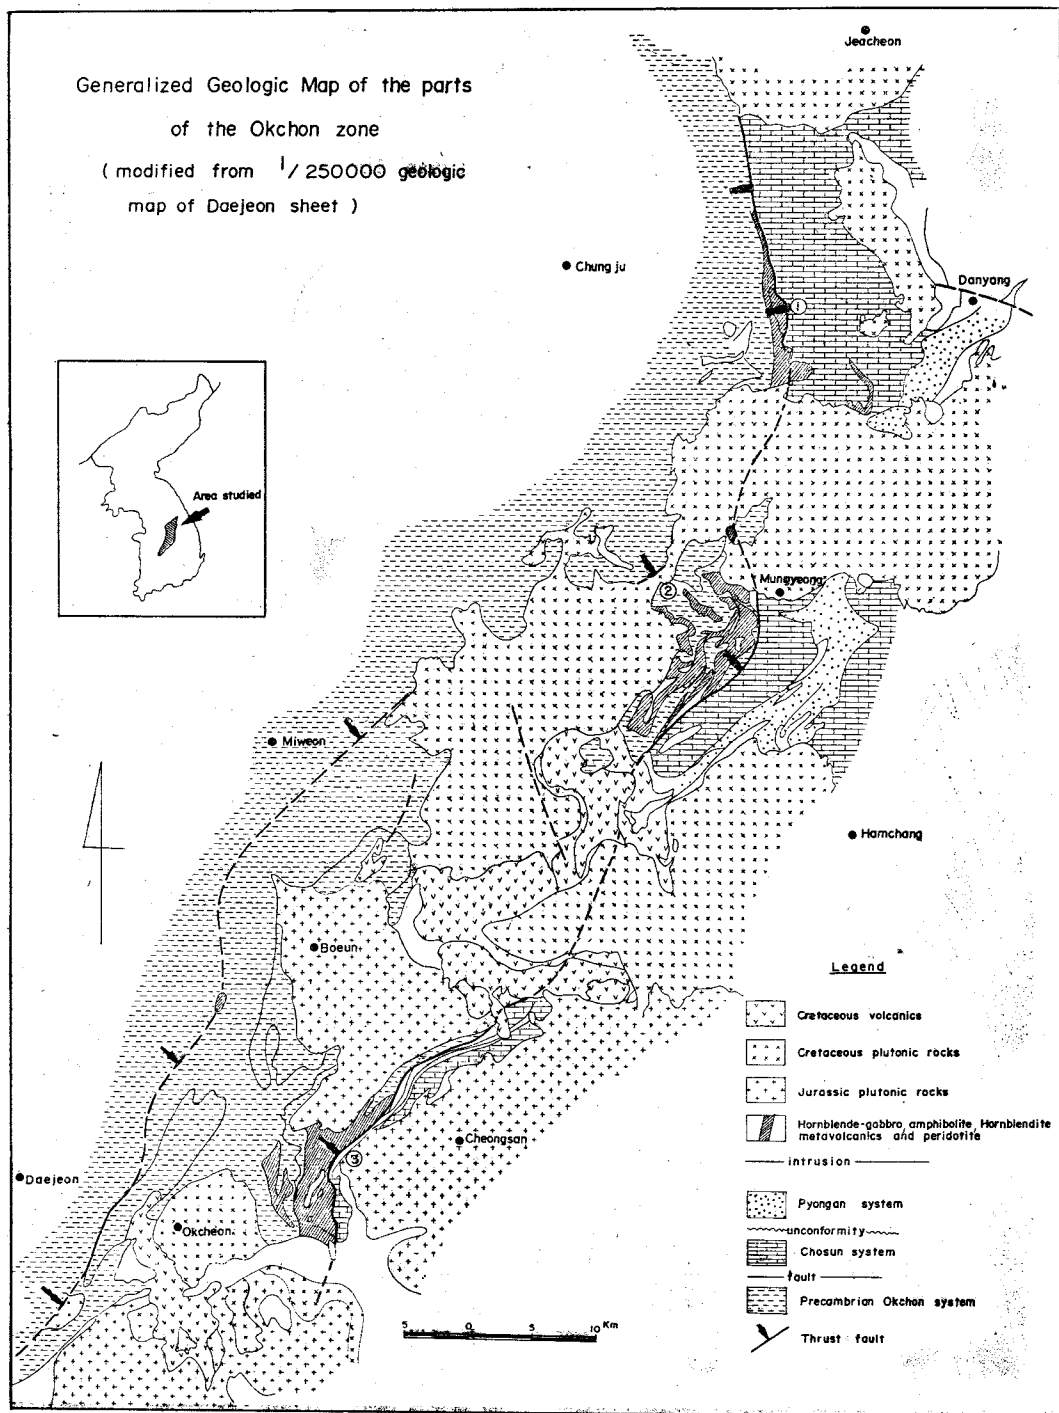 Generalized Geologic Map of the parts
of the Okchon zone
( modified from 1/250000 geologic
map of Daejeon sheet )
Jeacheon
Chung ju
①
Danyang
Area studied
②
Mungyeong
Miweon
Hamchang
Boeun
Cheongsan
③
Daejeon
Okcheon
Legend
Cretaceous volcanics
Cretaceous plutonic rocks
Jurassic plutonic rocks
Hornblende-gabbro, amphibolite, Hornblendite
metavolcanics and peridotite
intrusion
Pyongan system
unconformity
Chosun system
fault
Precambrian Okchon system
Thrust fault
5 0 5 10 Km